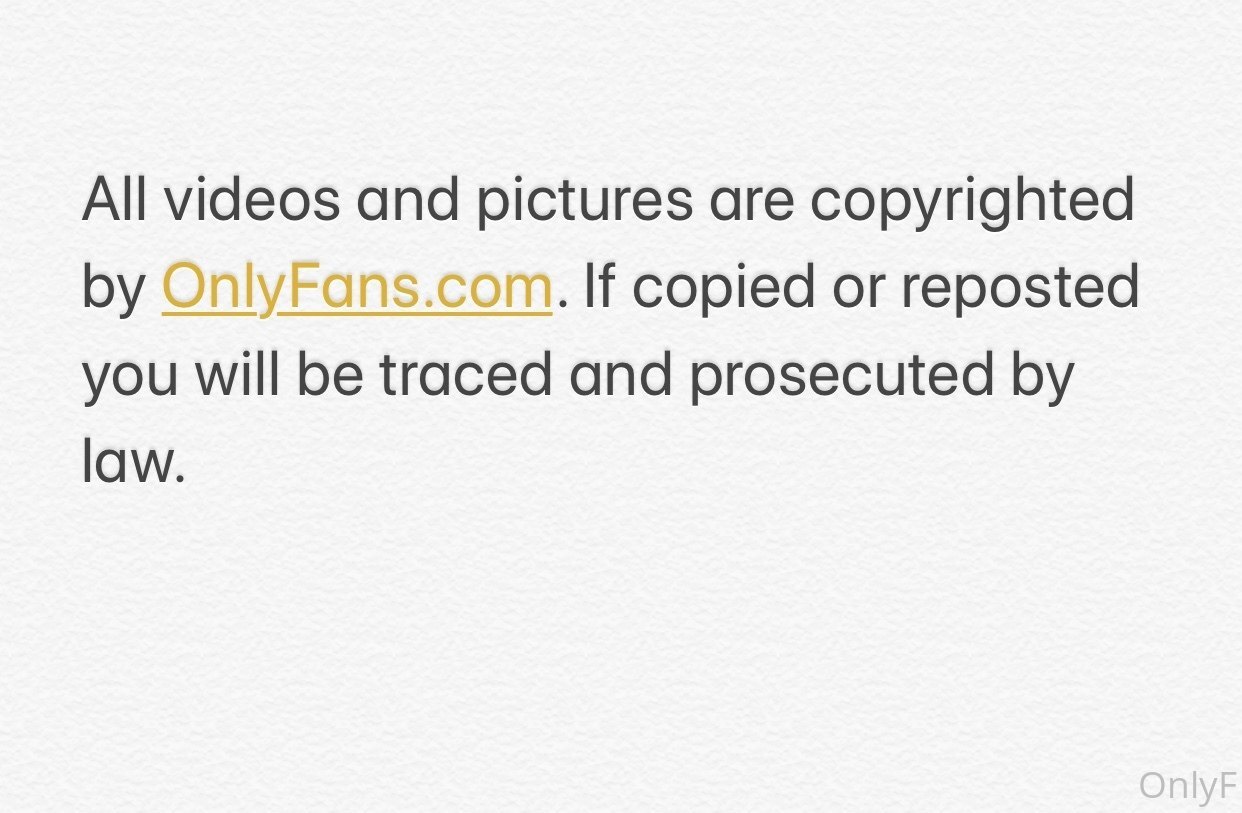 All videos and pictures are copyrighted
by OnlyFans.com. If copied or reposted
you will be traced and prosecuted by
law.
OnlyF